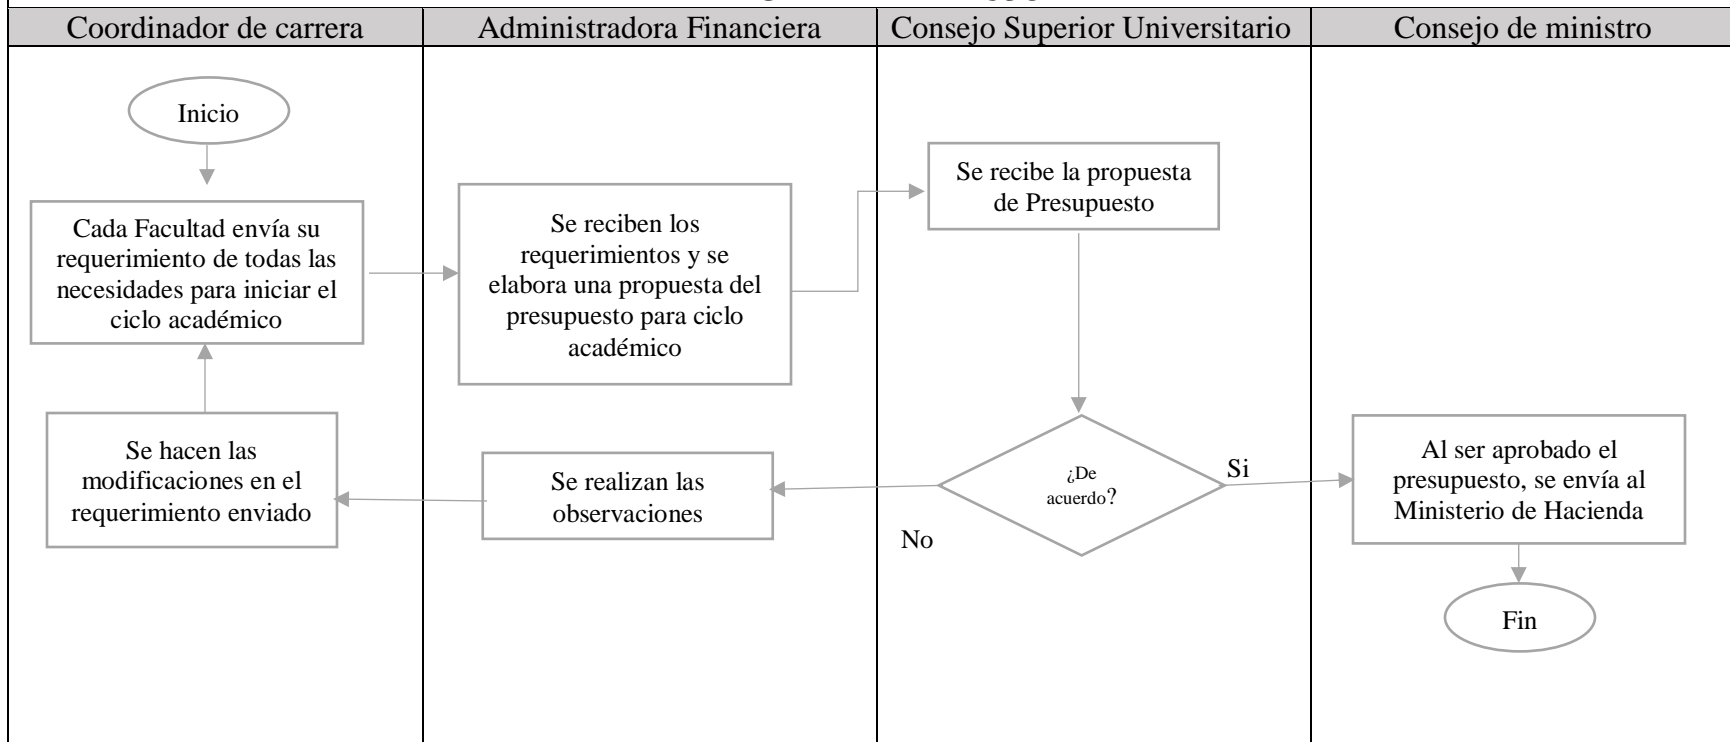 Coordinador de carrera
Administradora Financiera
Consejo Superior Universitario
Consejo de ministro
Inicio
Cada Facultad envía su
requerimiento de todas las
necesidades para iniciar el
ciclo académico
Se hacen las
modificaciones en el
requerimiento enviado
Se reciben los
requerimientos y se
elabora una propuesta del
presupuesto para ciclo
académico
Se realizan las
observaciones
Se recibe la propuesta
de Presupuesto
¿De
acuerdo?
No
Si
Al ser aprobado el
presupuesto, se envía al
Ministerio de Hacienda
Fin